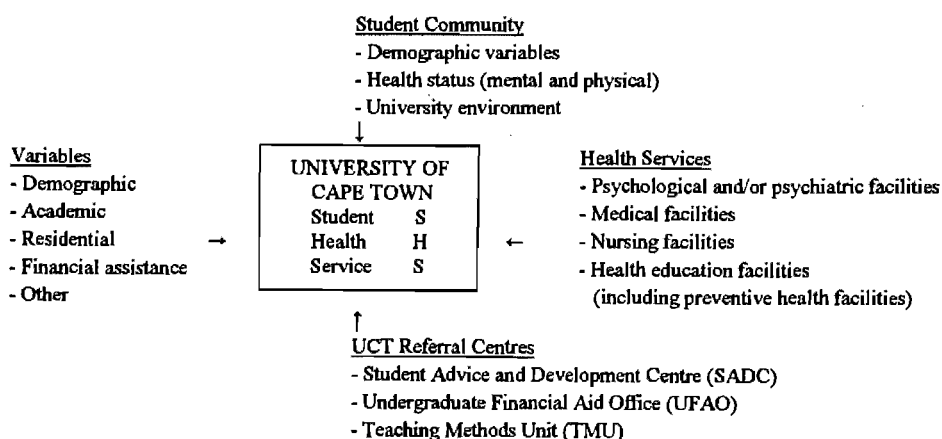 Student Community
- Demographic variables
- Health status (mental and physical)
- University environment
↓
Variables
- Demographic
- Academic
- Residential
- Financial assistance
- Other
→
UNIVERSITY OF
CAPE TOWN
Student S
Health H
Service S
←
Health Services
- Psychological and/or psychiatric facilities
- Medical facilities
- Nursing facilities
- Health education facilities
(including preventive health facilities)
↑
UCT Referral Centres
- Student Advice and Development Centre (SADC)
- Undergraduate Financial Aid Office (UFAO)
- Teaching Methods Unit (TMU)